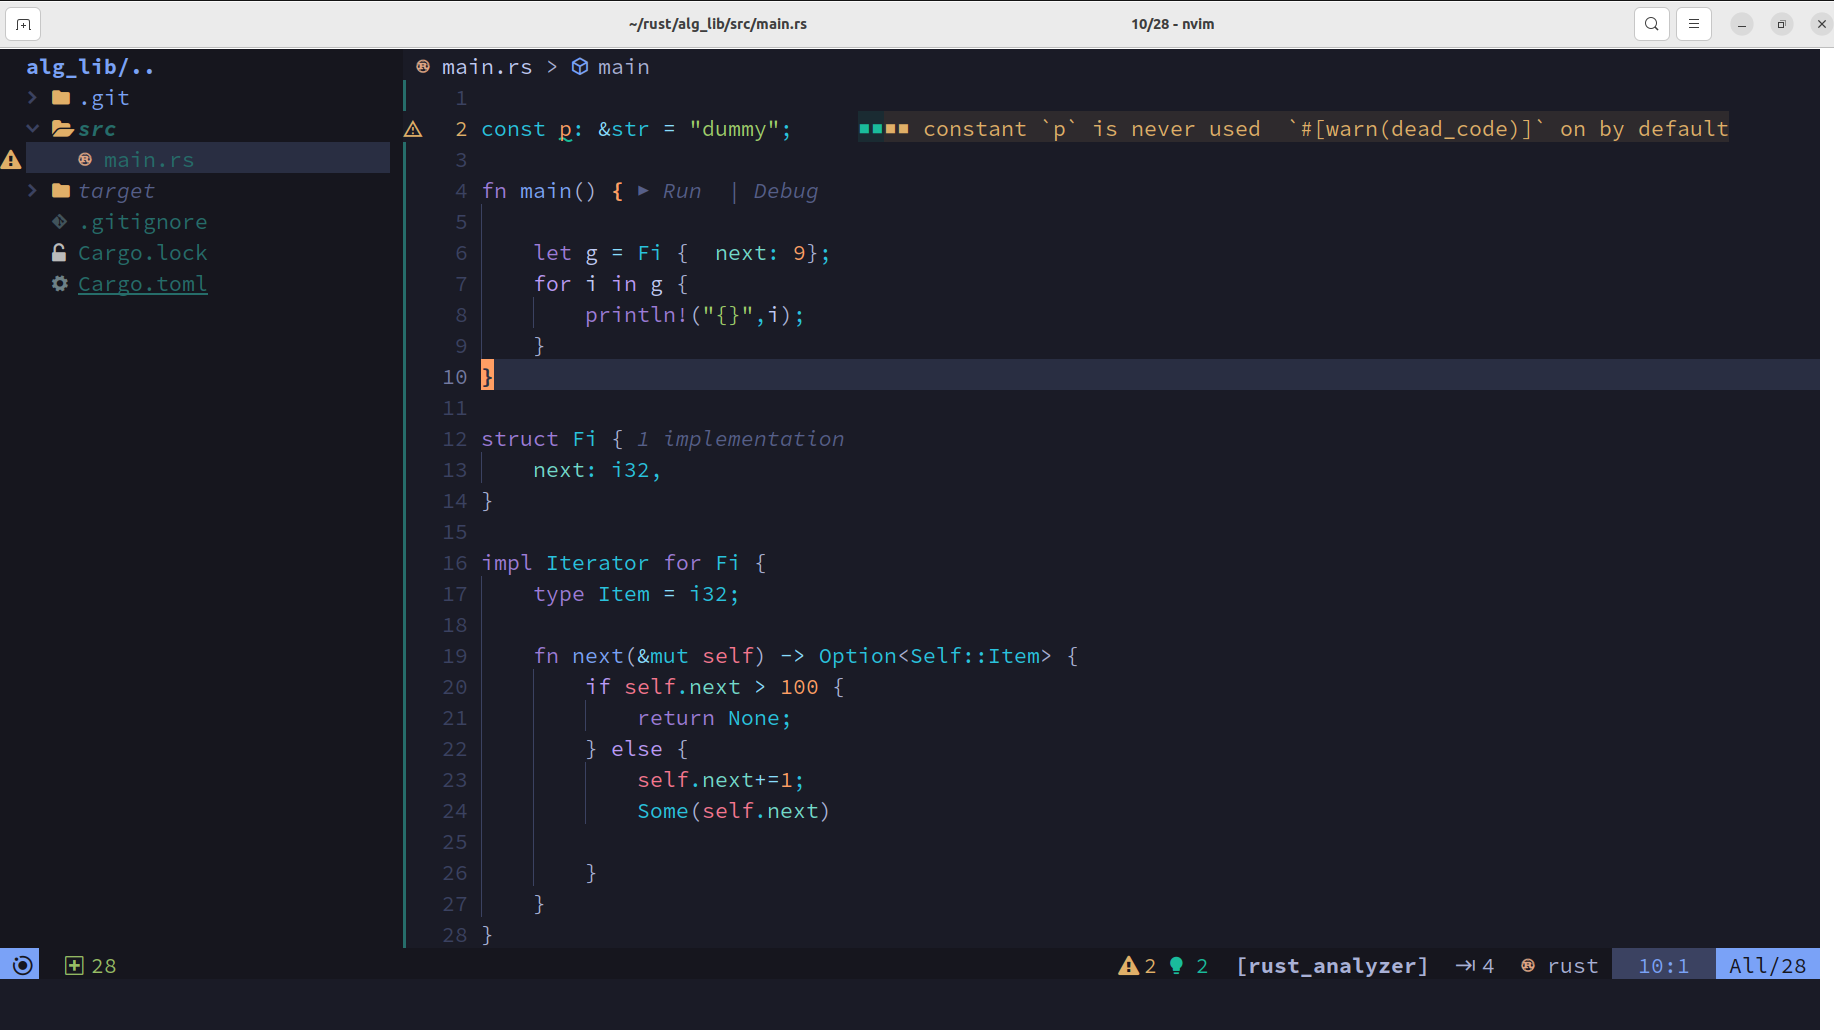 ~/rust/alg_lib/src/main.rs
10/28 - nvim
alg_lib/..
.git
src
main.rs
target
.gitignore
Cargo.lock
Cargo.toml
main.rs > main
1
2 const p: &str = "dummy"; constant `p` is never used `#[warn(dead_code)]` on by default
3
4 fn main() { ▶ Run | Debug
5
6     let g = Fi {  next: 9};
7     for i in g {
8         println!("{}",i);
9     }
10 }
11
12 struct Fi { 1 implementation
13     next: i32,
14 }
15
16 impl Iterator for Fi {
17     type Item = i32;
18
19     fn next(&mut self) -> Option<Self::Item> {
20         if self.next > 100 {
21             return None;
22         } else {
23             self.next+=1;
24             Some(self.next)
25
26         }
27     }
28 }
28
2 2 [rust_analyzer] 4 rust 10:1 All/28